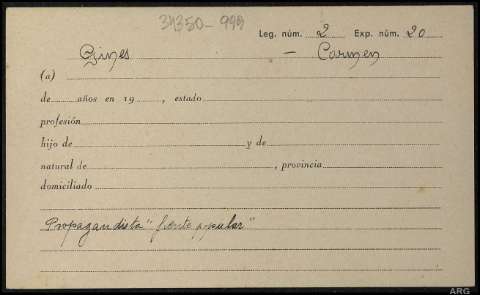 34350-999
Leg. núm. 2 Exp. núm. 20
Gines - Carmen
(a)
de años en 19 , estado
profesión
hijo de y de
natural de , provincia
domiciliado
Propagandista "frente popular"
ARG